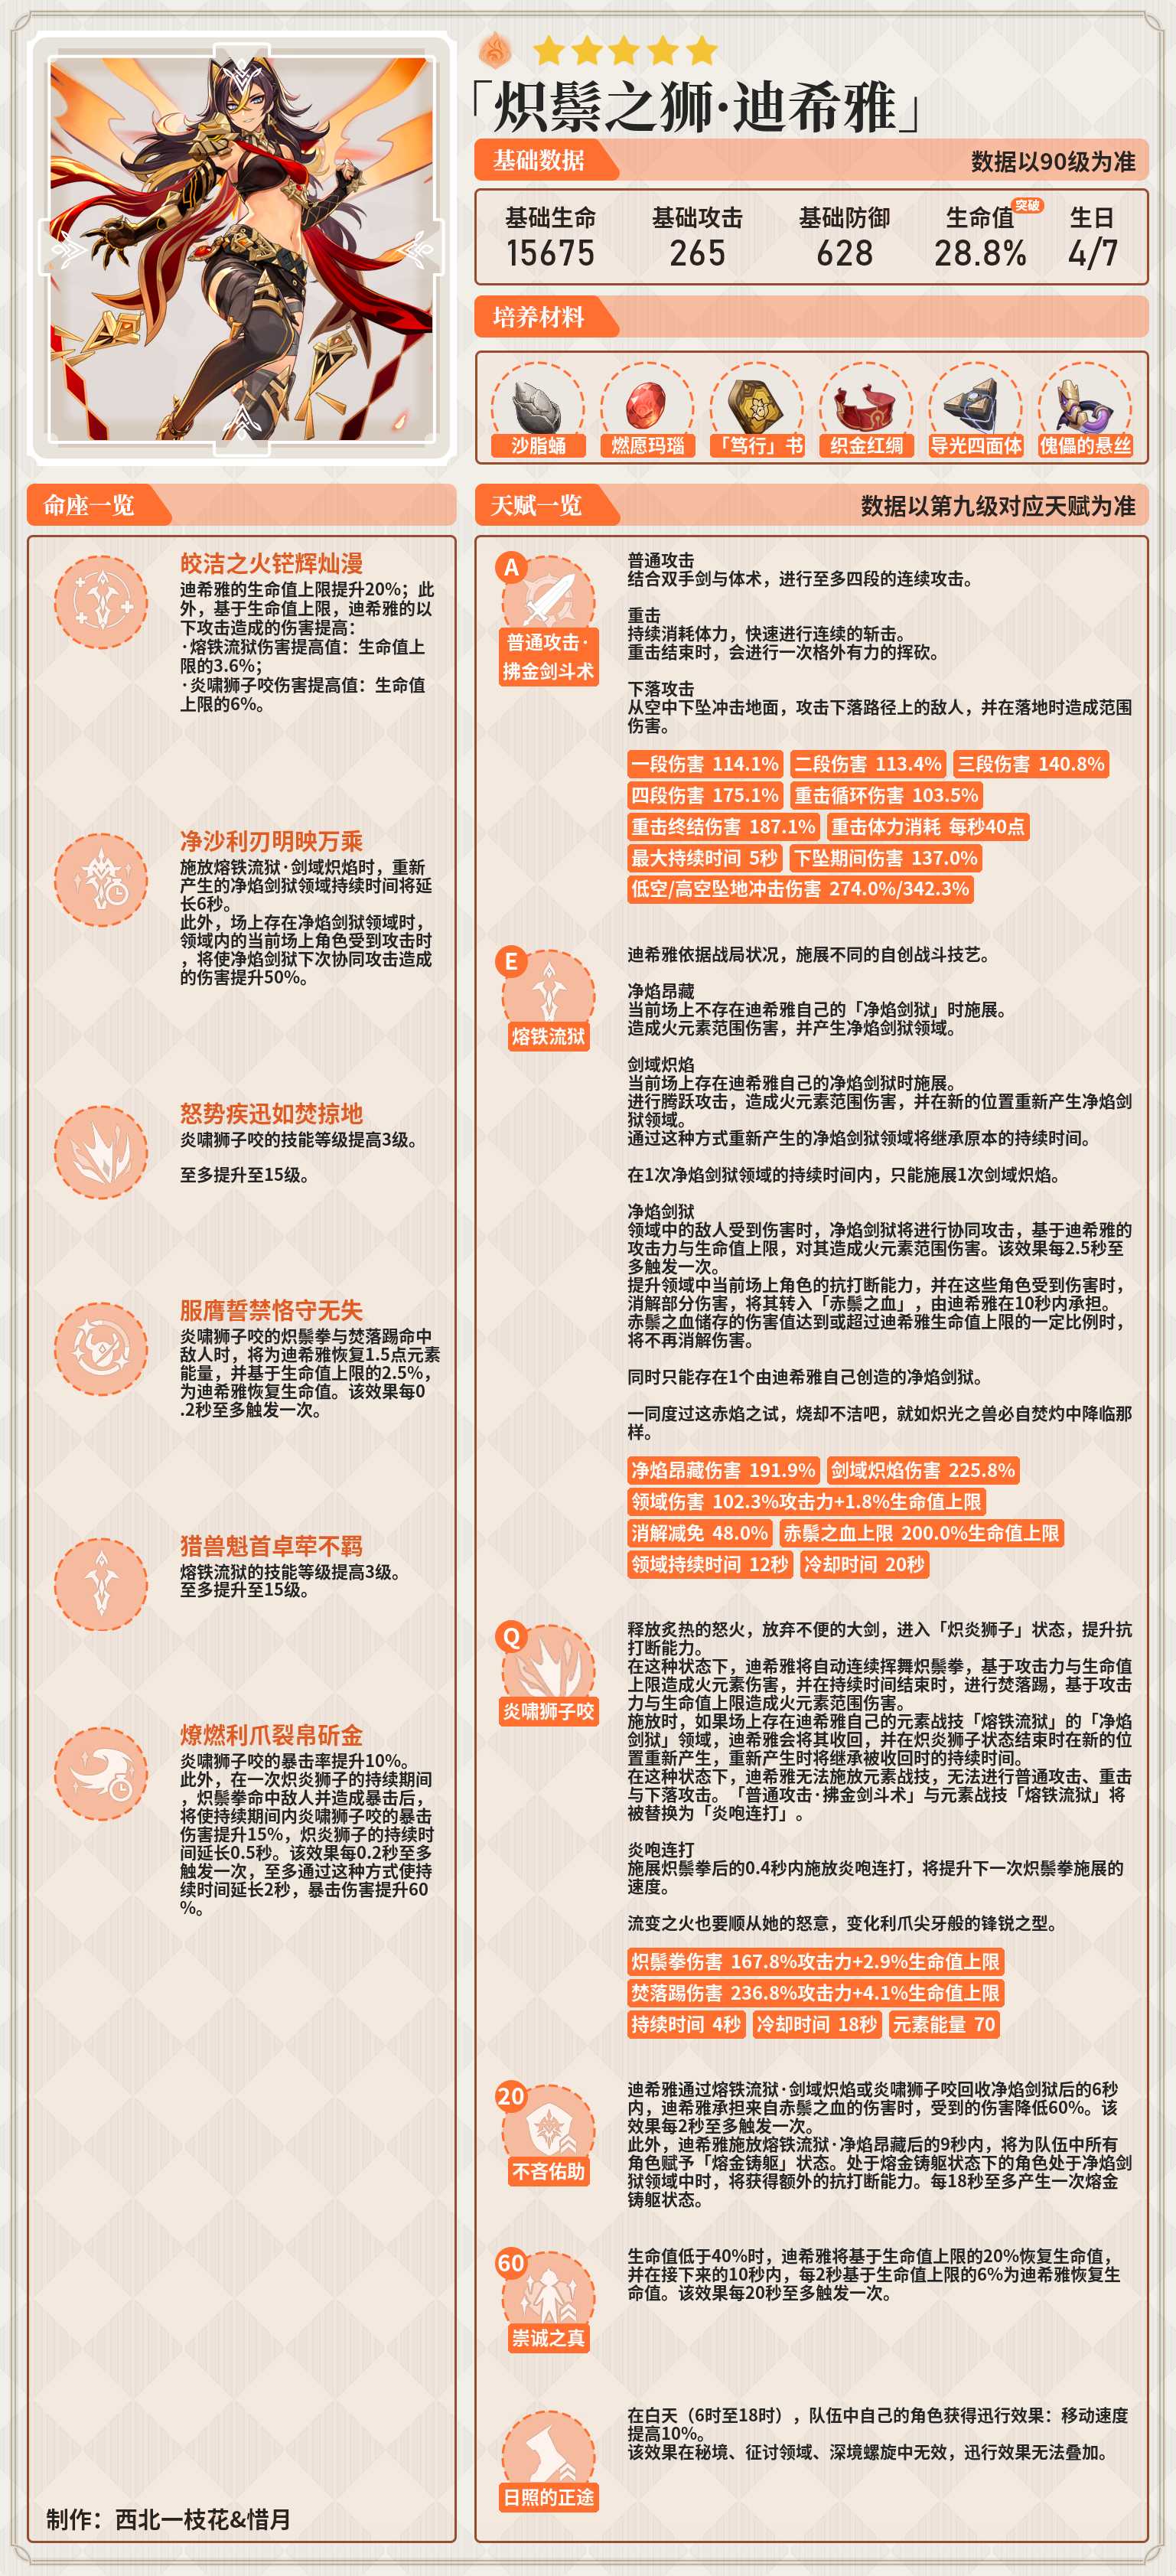 「炽鬃之狮·迪希雅」
基础数据
数据以90级为准
基础生命
基础攻击
基础防御
生命值
突破
生日
15675
265
628
28.8%
4/7
培养材料
沙脂蛹
燃愿玛瑙
「笃行」书
织金红绸
导光四面体
傀儡的悬丝
命座一览
皎洁之火铓辉灿漫
迪希雅的生命值上限提升20%；此
外，基于生命值上限，迪希雅的以
下攻击造成的伤害提高：
·熔铁流狱伤害提高值：生命值上
限的3.6%；
·炎啸狮子咬伤害提高值：生命值
上限的6%。
净沙利刃明映万乘
施放熔铁流狱·剑域炽焰时，重新
产生的净焰剑狱领域持续时间将延
长6秒。
此外，场上存在净焰剑狱领域时，
领域内的当前场上角色受到攻击时
，将使净焰剑狱下次协同攻击造成
的伤害提升50%。
怒势疾迅如焚掠地
炎啸狮子咬的技能等级提高3级。
至多提升至15级。
服膺誓禁恪守无失
炎啸狮子咬的炽鬃拳与焚落踢命中
敌人时，将为迪希雅恢复1.5点元素
能量，并基于生命值上限的2.5%，
为迪希雅恢复生命值。该效果每0
.2秒至多触发一次。
猎兽魁首卓荦不羁
熔铁流狱的技能等级提高3级。
至多提升至15级。
燎燃利爪裂帛斫金
炎啸狮子咬的暴击率提升10%。
此外，在一次炽炎狮子的持续期间
，炽鬃拳命中敌人并造成暴击后，
将使持续期间内炎啸狮子咬的暴击
伤害提升15%，炽炎狮子的持续时
间延长0.5秒。该效果每0.2秒至多
触发一次，至多通过这种方式使持
续时间延长2秒，暴击伤害提升60
%。
制作：西北一枝花&惜月
天赋一览
数据以第九级对应天赋为准
A
普通攻击·
拂金剑斗术
普通攻击
结合双手剑与体术，进行至多四段的连续攻击。
重击
持续消耗体力，快速进行连续的斩击。
重击结束时，会进行一次格外有力的挥砍。
下落攻击
从空中下坠冲击地面，攻击下落路径上的敌人，并在落地时造成范围
伤害。
一段伤害 114.1% 二段伤害 113.4% 三段伤害 140.8%
四段伤害 175.1% 重击循环伤害 103.5%
重击终结伤害 187.1% 重击体力消耗 每秒40点
最大持续时间 5秒 下坠期间伤害 137.0%
低空/高空坠地冲击伤害 274.0%/342.3%
E
熔铁流狱
迪希雅依据战局状况，施展不同的自创战斗技艺。
净焰昂藏
当前场上不存在迪希雅自己的「净焰剑狱」时施展。
造成火元素范围伤害，并产生净焰剑狱领域。
剑域炽焰
当前场上存在迪希雅自己的净焰剑狱时施展。
进行腾跃攻击，造成火元素范围伤害，并在新的位置重新产生净焰剑
狱领域。
通过这种方式重新产生的净焰剑狱领域将继承原本的持续时间。
在1次净焰剑狱领域的持续时间内，只能施展1次剑域炽焰。
净焰剑狱
领域中的敌人受到伤害时，净焰剑狱将进行协同攻击，基于迪希雅的
攻击力与生命值上限，对其造成火元素范围伤害。该效果每2.5秒至
多触发一次。
提升领域中当前场上角色的抗打断能力，并在这些角色受到伤害时，
消解部分伤害，将其转入「赤鬃之血」，由迪希雅在10秒内承担。
赤鬃之血储存的伤害值达到或超过迪希雅生命值上限的一定比例时，
将不再消解伤害。
同时只能存在1个由迪希雅自己创造的净焰剑狱。
一同度过这赤焰之试，烧却不洁吧，就如炽光之兽必自焚灼中降临那
样。
净焰昂藏伤害 191.9% 剑域炽焰伤害 225.8%
领域伤害 102.3%攻击力+1.8%生命值上限
消解减免 48.0% 赤鬃之血上限 200.0%生命值上限
领域持续时间 12秒 冷却时间 20秒
Q
炎啸狮子咬
释放炙热的怒火，放弃不便的大剑，进入「炽炎狮子」状态，提升抗
打断能力。
在这种状态下，迪希雅将自动连续挥舞炽鬃拳，基于攻击力与生命值
上限造成火元素伤害，并在持续时间结束时，进行焚落踢，基于攻击
力与生命值上限造成火元素范围伤害。
施放时，如果场上存在迪希雅自己的元素战技「熔铁流狱」的「净焰
剑狱」领域，迪希雅会将其收回，并在炽炎狮子状态结束时在新的位
置重新产生，重新产生时将继承被收回时的持续时间。
在这种状态下，迪希雅无法施放元素战技，无法进行普通攻击、重击
与下落攻击。「普通攻击·拂金剑斗术」与元素战技「熔铁流狱」将
被替换为「炎咆连打」。
炎咆连打
施展炽鬃拳后的0.4秒内施放炎咆连打，将提升下一次炽鬃拳施展的
速度。
流变之火也要顺从她的怒意，变化利爪尖牙般的锋锐之型。
炽鬃拳伤害 167.8%攻击力+2.9%生命值上限
焚落踢伤害 236.8%攻击力+4.1%生命值上限
持续时间 4秒 冷却时间 18秒 元素能量 70
20
不吝佑助
迪希雅通过熔铁流狱·剑域炽焰或炎啸狮子咬回收净焰剑狱后的6秒
内，迪希雅承担来自赤鬃之血的伤害时，受到的伤害降低60%。该
效果每2秒至多触发一次。
此外，迪希雅施放熔铁流狱·净焰昂藏后的9秒内，将为队伍中所有
角色赋予「熔金铸躯」状态。处于熔金铸躯状态下的角色处于净焰剑
狱领域中时，将获得额外的抗打断能力。每18秒至多产生一次熔金
铸躯状态。
60
崇诚之真
生命值低于40%时，迪希雅将基于生命值上限的20%恢复生命值，
并在接下来的10秒内，每2秒基于生命值上限的6%为迪希雅恢复生
命值。该效果每20秒至多触发一次。
日照的正途
在白天（6时至18时），队伍中自己的角色获得迅行效果：移动速度
提高10%。
该效果在秘境、征讨领域、深境螺旋中无效，迅行效果无法叠加。